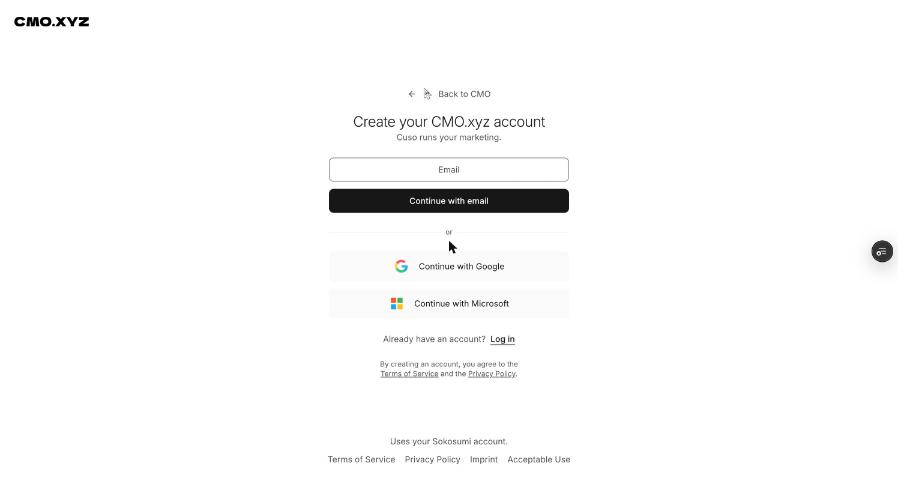 CMO.XYZ
Back to CMO
Create your CMO.xyz account
Cuso runs your marketing.
Email
Continue with email
or
Continue with Google
Continue with Microsoft
Already have an account? Log in
By creating an account, you agree to the
Terms of Service and the Privacy Policy.
Uses your Sokosumi account.
Terms of Service Privacy Policy Imprint Acceptable Use